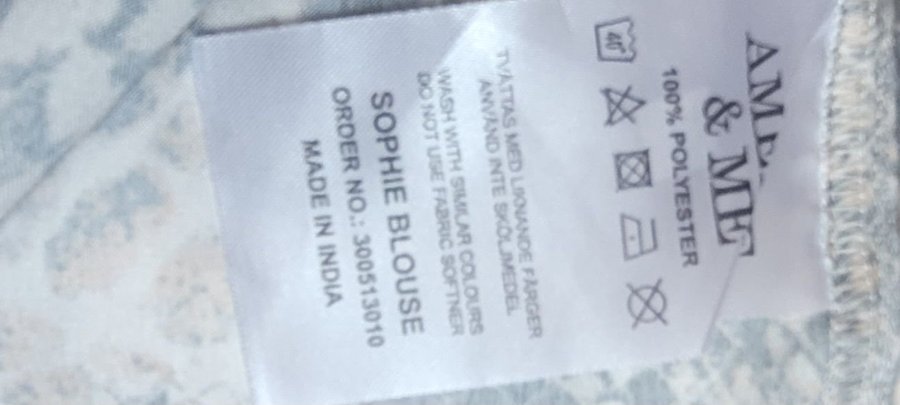 & ME
100% POLYESTER
40°
TVÄTTAS MED LIKNANDE FÄRGER
ANVÄND INTE SKÖLJMEDEL
WASH WITH SIMILAR COLOURS
DO NOT USE FABRIC SOFTNER
SOPHIE BLOUSE
ORDER NO.: 300513010
MADE IN INDIA